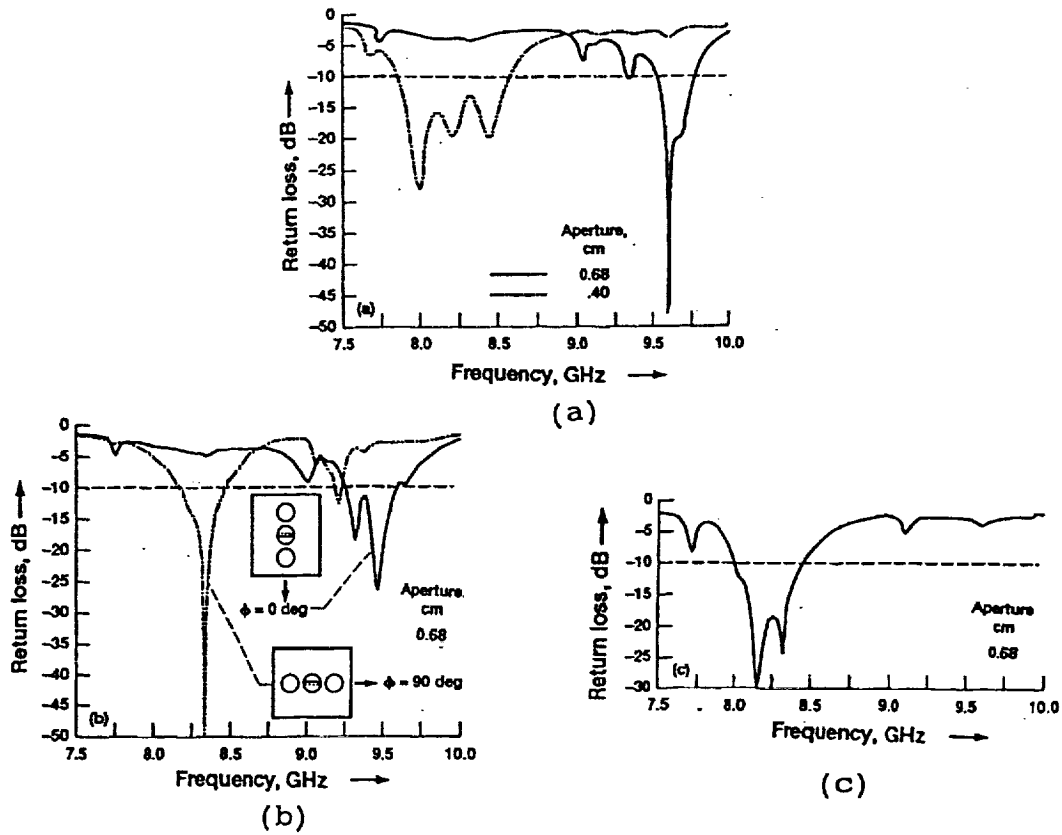 0
-5
-10
-15
-20
-25
-30
-35
-40
-45
-50
Return loss, dB
Aperture,
cm
0.68
.40
(a)
7.5 8.0 8.5 9.0 9.5 10.0
Frequency, GHz
(a)
0
-5
-10
-15
-20
-25
-30
-35
-40
-45
-50
Return loss, dB
ϕ = 0 deg
Aperture,
cm
0.68
ϕ = 90 deg
(b)
7.5 8.0 8.5 9.0 9.5 10.0
Frequency, GHz
(b)
0
-5
-10
-15
-20
-25
-30
Return loss, dB
Aperture
cm
0.68
(c)
7.5 8.0 8.5 9.0 9.5 10.0
Frequency, GHz
(c)